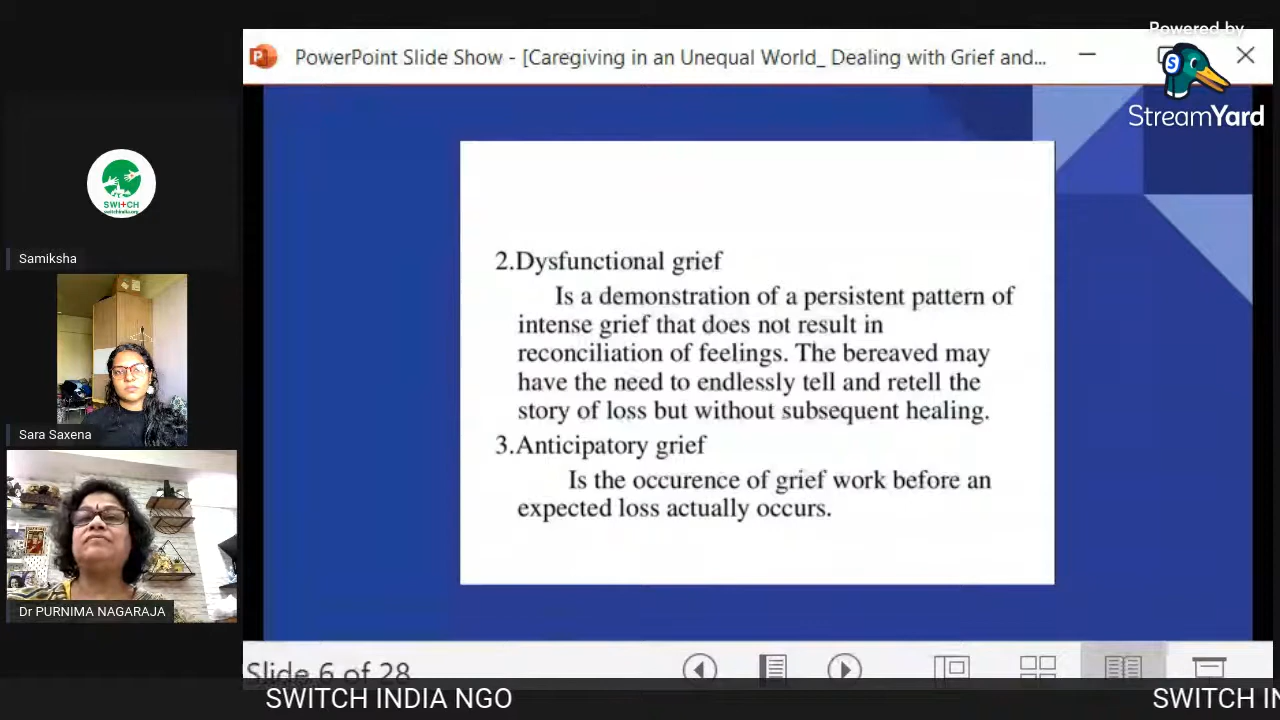 Powered by
StreamYard
PowerPoint Slide Show - [Caregiving in an Unequal World_ Dealing with Grief and...
SWITCH
switchindia.org
Samiksha
Sara Saxena
Dr PURNIMA NAGARAJA
2.Dysfunctional grief
Is a demonstration of a persistent pattern of
intense grief that does not result in
reconciliation of feelings. The bereaved may
have the need to endlessly tell and retell the
story of loss but without subsequent healing.
3.Anticipatory grief
Is the occurence of grief work before an
expected loss actually occurs.
Slide 6 of 28
SWITCH INDIA NGO
SWITCH IN